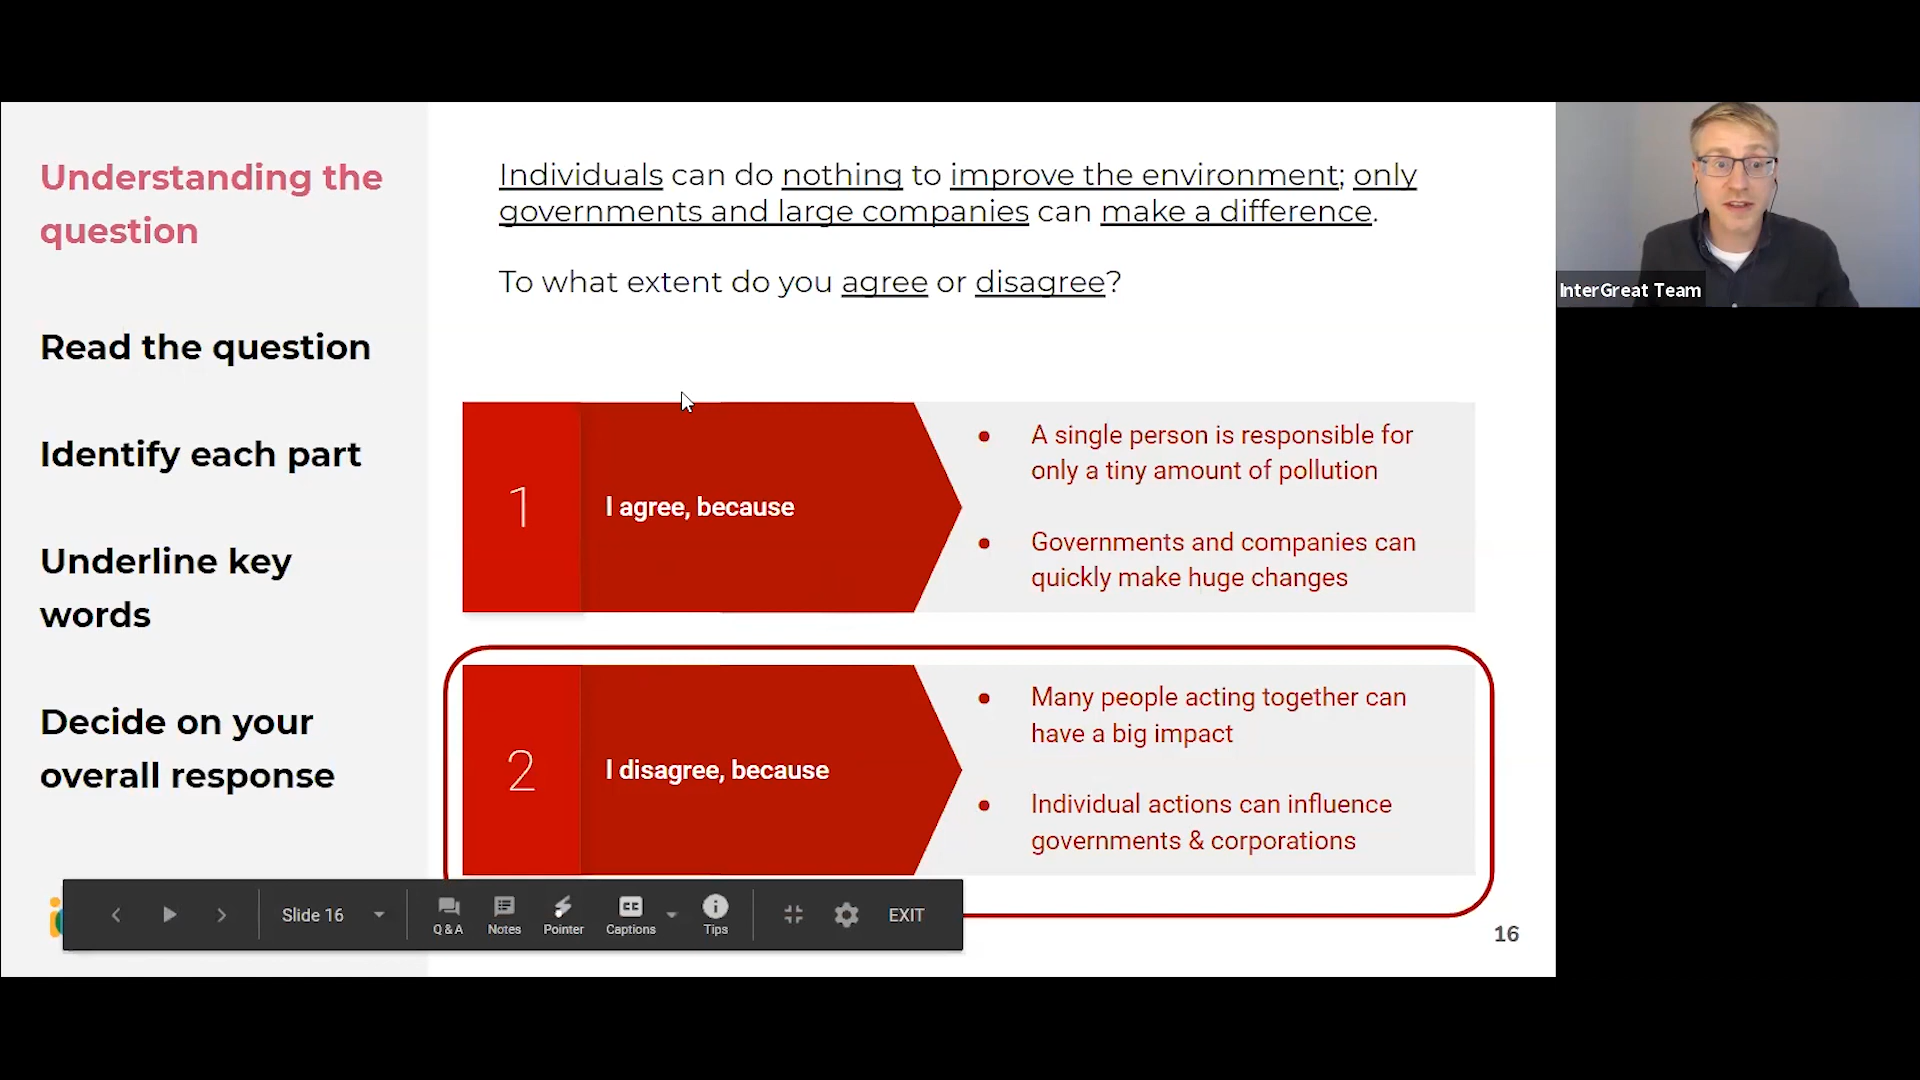 Understanding the
question
Read the question
Identify each part
Underline key
words
Decide on your
overall response
Individuals can do nothing to improve the environment; only
governments and large companies can make a difference.
To what extent do you agree or disagree?
1
I agree, because
● A single person is responsible for
only a tiny amount of pollution
● Governments and companies can
quickly make huge changes
2
I disagree, because
● Many people acting together can
have a big impact
● Individual actions can influence
governments & corporations
Slide 16
Q & A
Notes
Pointer
CC
Captions
Tips
EXIT
16
InterGreat Team